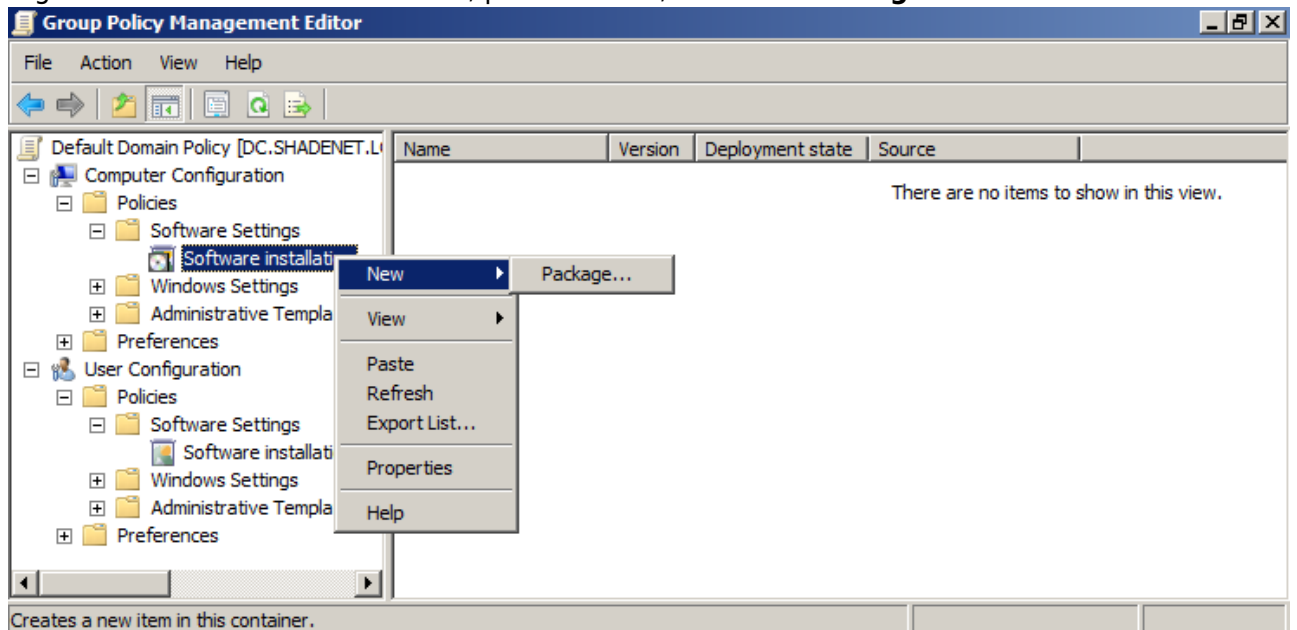 Group Policy Management Editor
File Action View Help
Default Domain Policy [DC.SHADENET.L
Name Version Deployment state Source
Computer Configuration
There are no items to show in this view.
Policies
Software Settings
Software installati
New Package...
Windows Settings
Administrative Templa
View
Preferences
User Configuration
Paste
Policies
Refresh
Software Settings
Export List...
Software installati
Properties
Windows Settings
Administrative Templa
Help
Preferences
Creates a new item in this container.